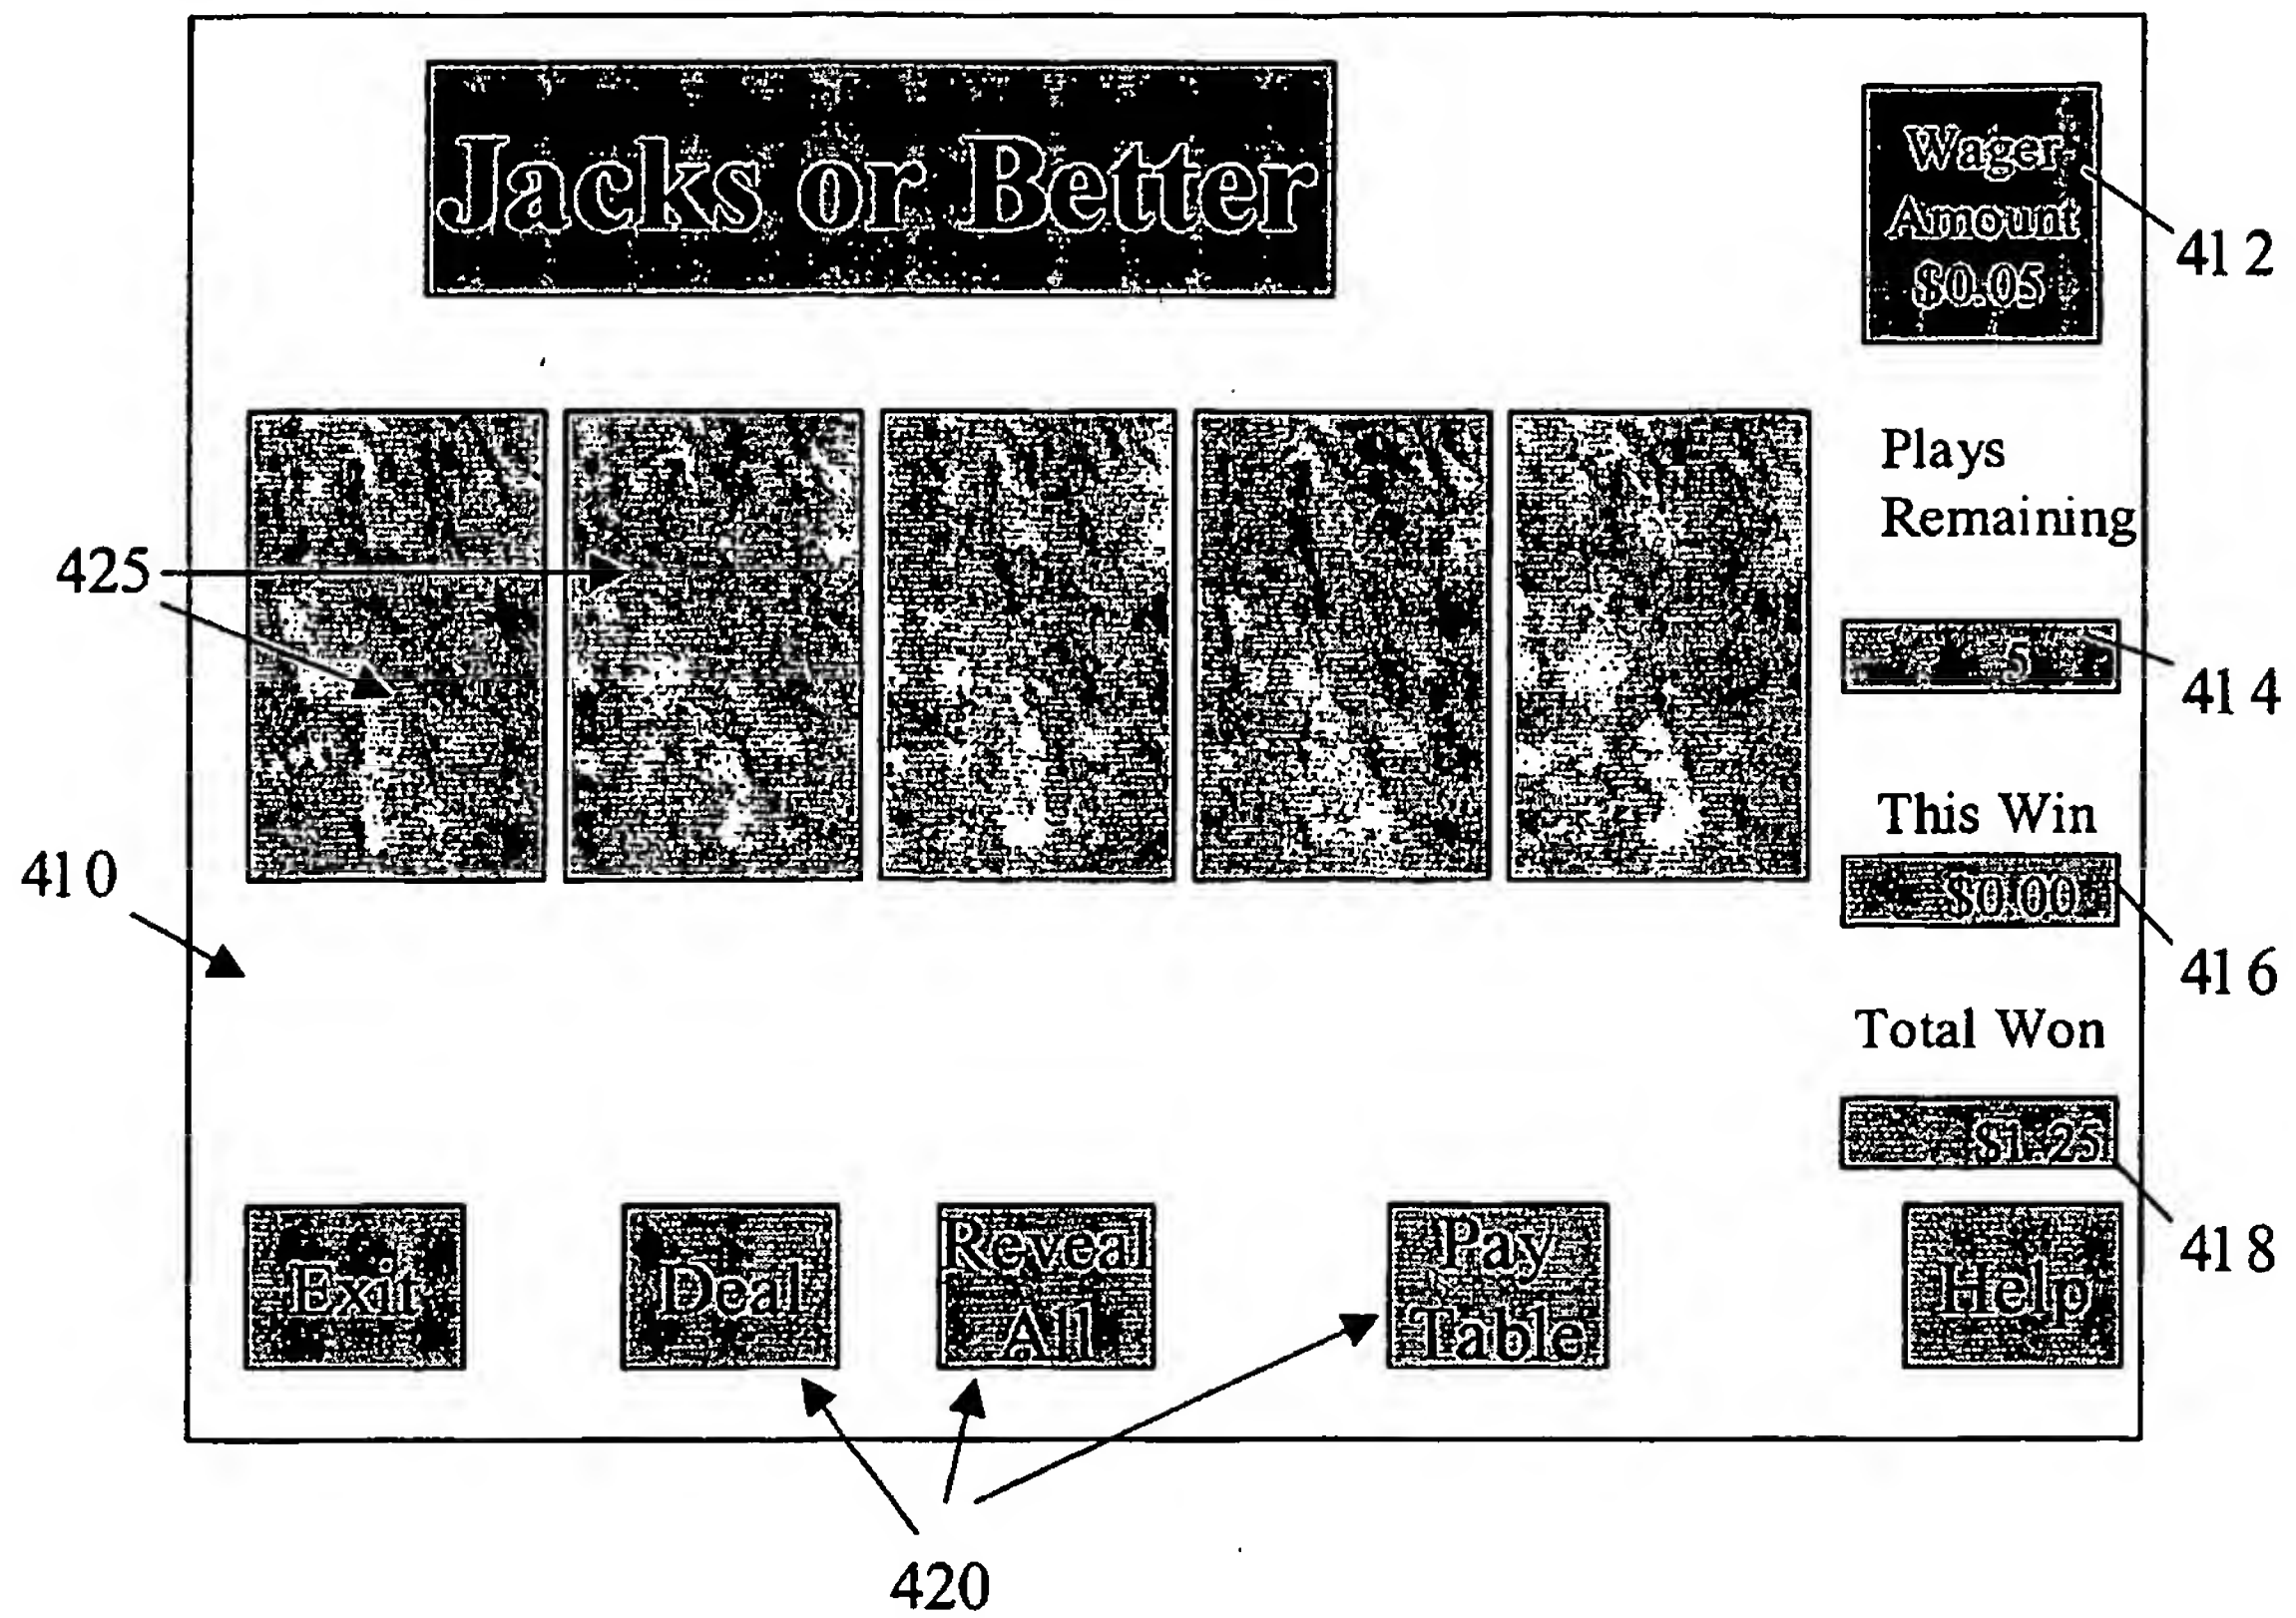 Jacks or Better
Wager
Amount
$0.05
412
Plays
Remaining
5
414
425
This Win
$0.00
416
410
Total Won
$1.25
418
Exit
Deal
Reveal
All
Pay
Table
Help
420